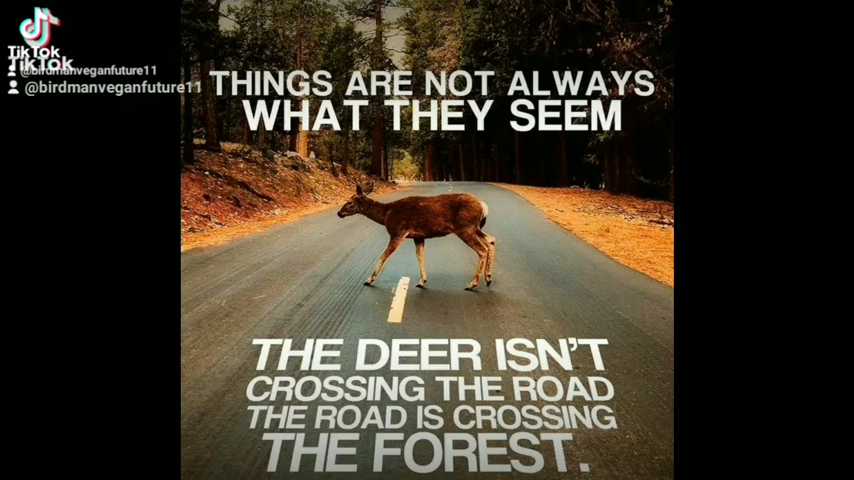 TikTok
TikTok
@birdmanveganfuture11
@birdmanveganfuture11
THINGS ARE NOT ALWAYS
WHAT THEY SEEM
THE DEER ISN'T
CROSSING THE ROAD
THE ROAD IS CROSSING
THE FOREST.